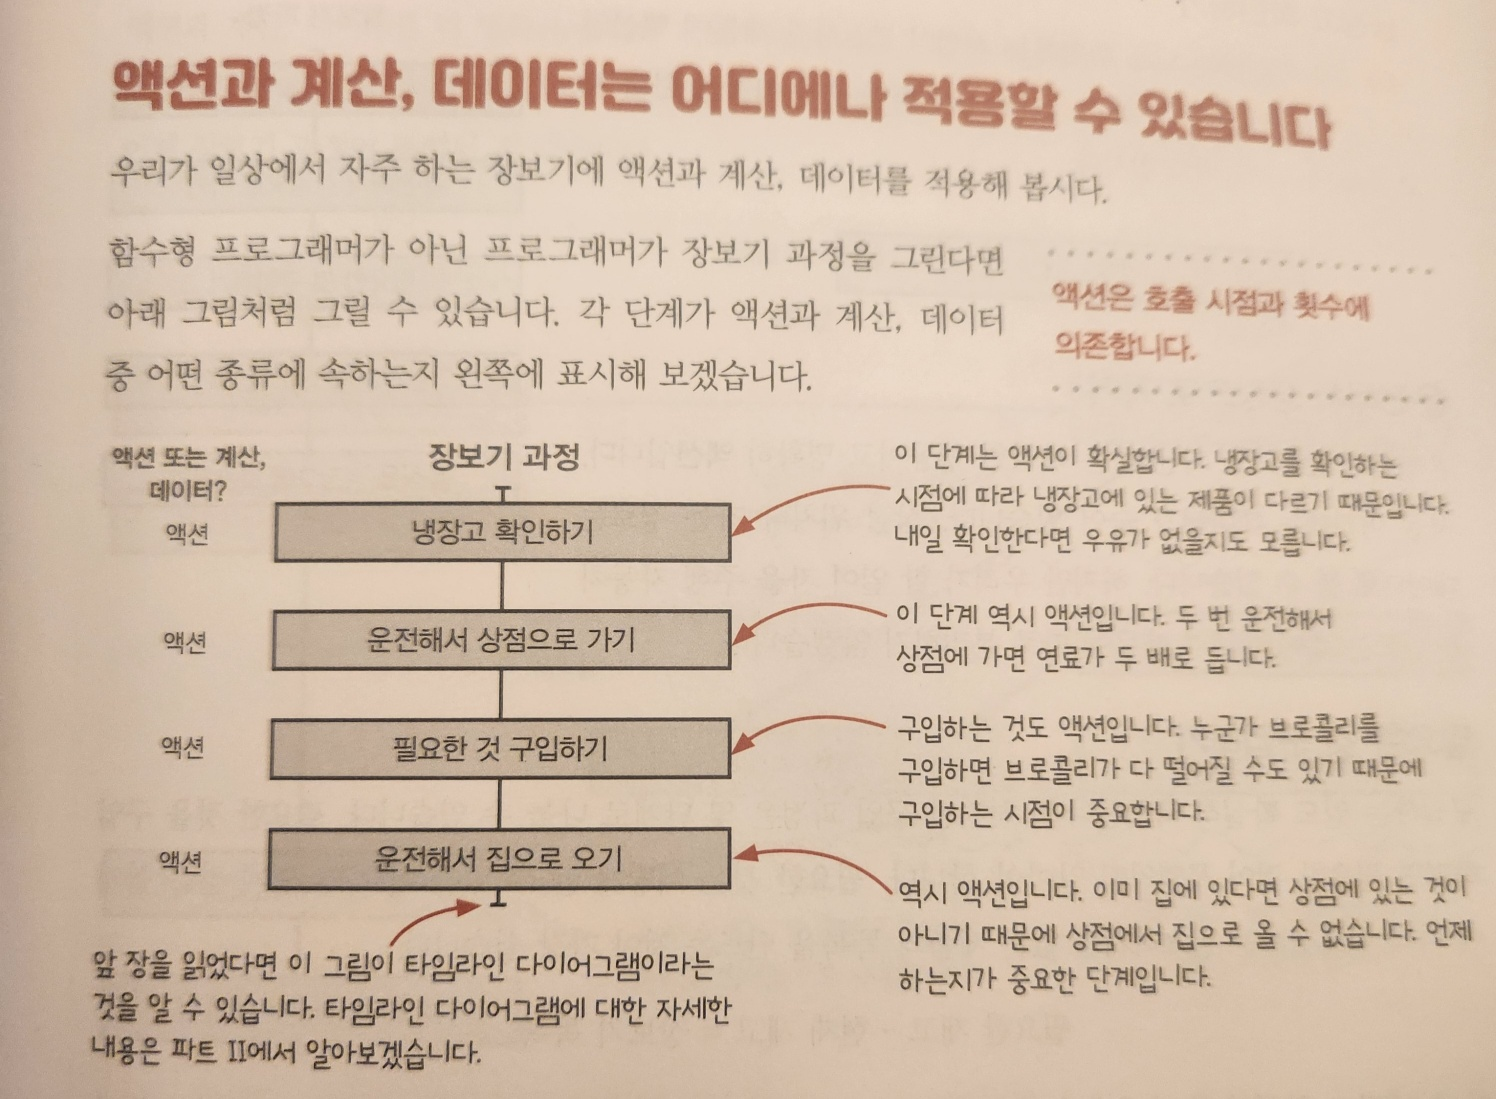 액션과 계산, 데이터는 어디에나 적용할 수 있습니다
우리가 일상에서 자주 하는 장보기에 액션과 계산, 데이터를 적용해 봅시다.
함수형 프로그래머가 아닌 프로그래머가 장보기 과정을 그린다면
아래 그림처럼 그릴 수 있습니다. 각 단계가 액션과 계산, 데이터
중 어떤 종류에 속하는지 왼쪽에 표시해 보겠습니다.
액션은 호출 시점과 횟수에
의존합니다.
액션 또는 계산,
데이터?
장보기 과정
액션
냉장고 확인하기
이 단계는 액션이 확실합니다. 냉장고를 확인하는
시점에 따라 냉장고에 있는 제품이 다르기 때문입니다.
내일 확인한다면 우유가 없을지도 모릅니다.
액션
운전해서 상점으로 가기
이 단계 역시 액션입니다. 두 번 운전해서
상점에 가면 연료가 두 배로 듭니다.
액션
필요한 것 구입하기
구입하는 것도 액션입니다. 누군가 브로콜리를
구입하면 브로콜리가 다 떨어질 수도 있기 때문에
구입하는 시점이 중요합니다.
액션
운전해서 집으로 오기
역시 액션입니다. 이미 집에 있다면 상점에 있는 것이
아니기 때문에 상점에서 집으로 올 수 없습니다. 언제
하는지가 중요한 단계입니다.
앞 장을 읽었다면 이 그림이 타임라인 다이어그램이라는
것을 알 수 있습니다. 타임라인 다이어그램에 대한 자세한
내용은 파트 II에서 알아보겠습니다.